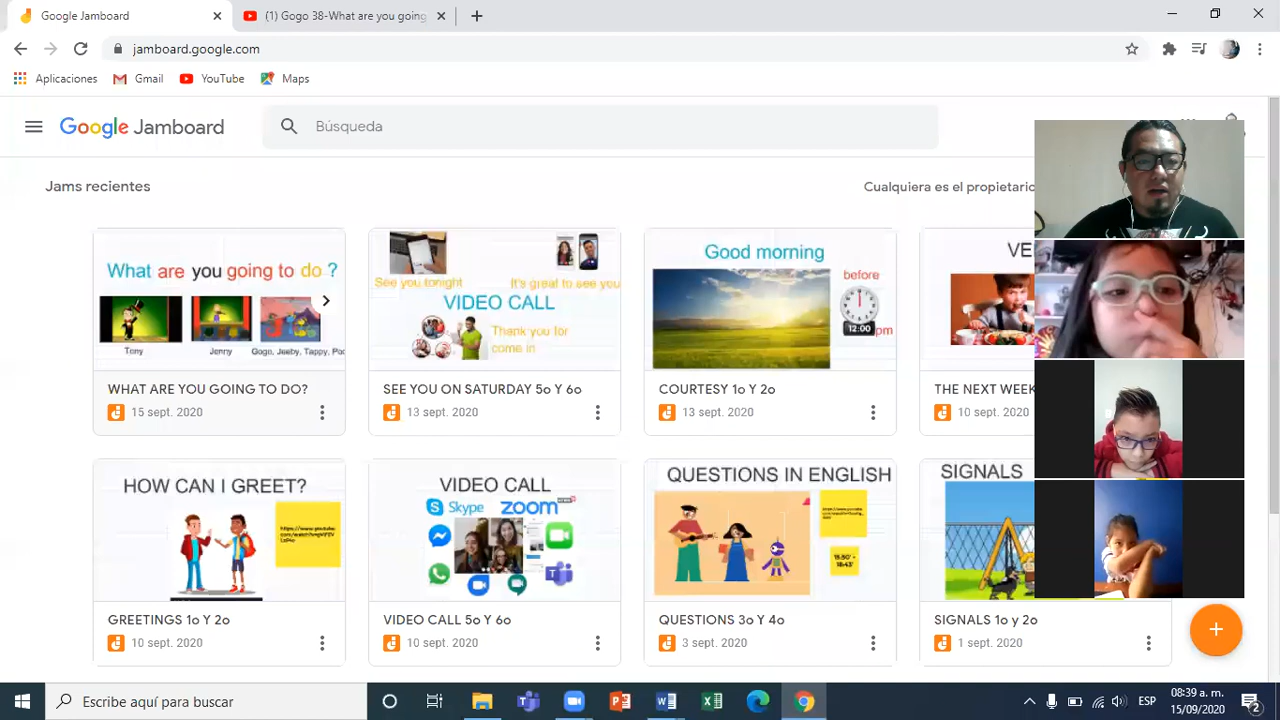 Google Jamboard
(1) Gogo 38-What are you going
jamboard.google.com
Aplicaciones
Gmail
YouTube
Maps
Google Jamboard
Búsqueda
Jams recientes
Cualquiera es el propietario
What are you going to do ?
Tony
Jenny
Gogo, Jeeby, Tappy, Poc
WHAT ARE YOU GOING TO DO?
15 sept. 2020
See you tonight
It's great to see you
VIDEO CALL
Thank you for
come in
SEE YOU ON SATURDAY 5o Y 6o
13 sept. 2020
Good morning
before
12:00
pm
COURTESY 1o Y 2o
13 sept. 2020
VE
THE NEXT WEEK
10 sept. 2020
HOW CAN I GREET?
GREETINGS 1o Y 2o
10 sept. 2020
VIDEO CALL
Skype
zoom
VIDEO CALL 5o Y 6o
10 sept. 2020
QUESTIONS IN ENGLISH
QUESTIONS 3o Y 4o
3 sept. 2020
SIGNALS
SIGNALS 1o y 2o
1 sept. 2020
Escribe aquí para buscar
ESP
08:39 a. m.
15/09/2020
2